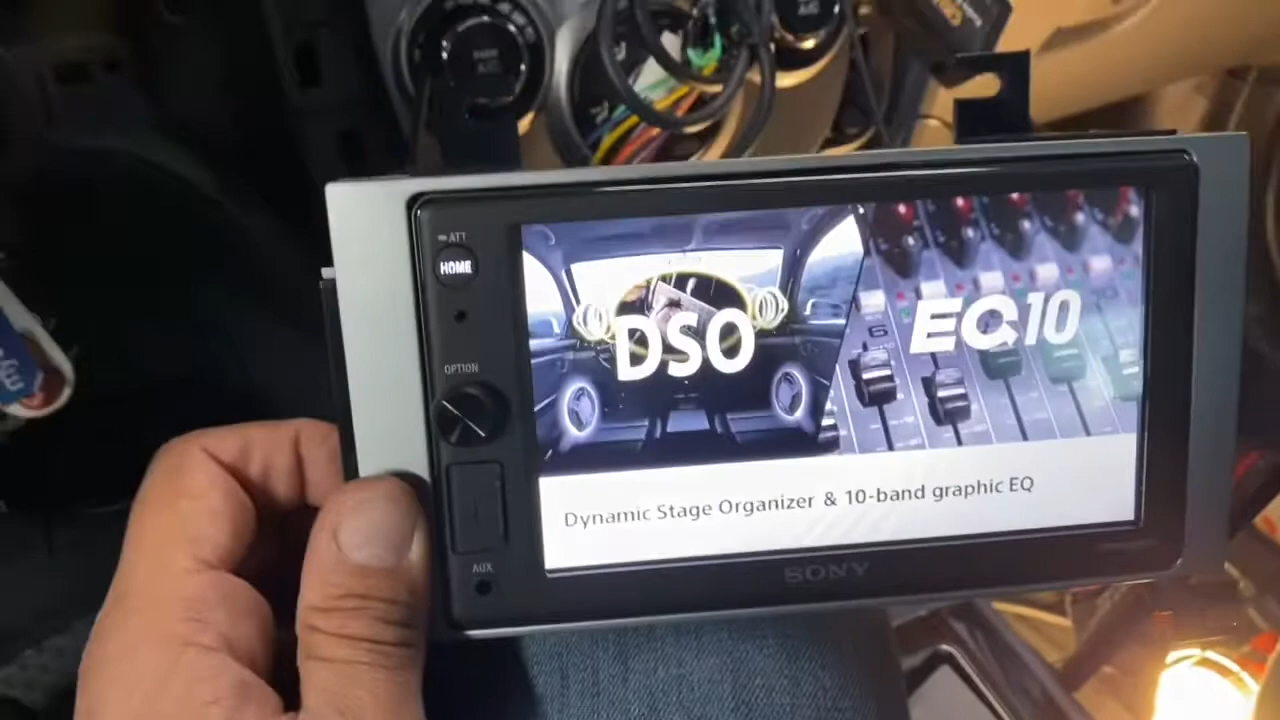 ATT
HOME
OPTION
AUX
DSO
EQ10
Dynamic Stage Organizer & 10-band graphic EQ
SONY